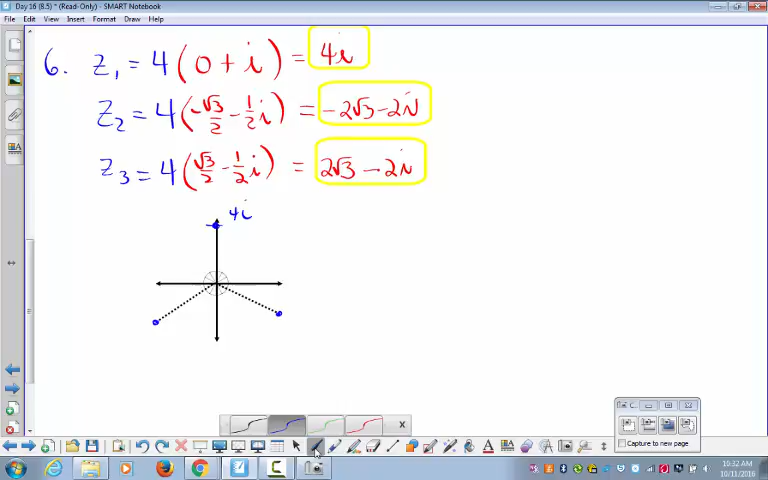 Day 16 (8.5) * (Read-Only) - SMART Notebook
File Edit View Insert Format Draw Help
6. z₁ = 4 ( 0 + i ) = 4i
z₂ = 4 ( -√3/2 - 1/2 i ) = -2√3 - 2i
z₃ = 4 ( √3/2 - 1/2 i ) = 2√3 - 2i
4i
Capture to new page
10:32 AM
10/11/2016